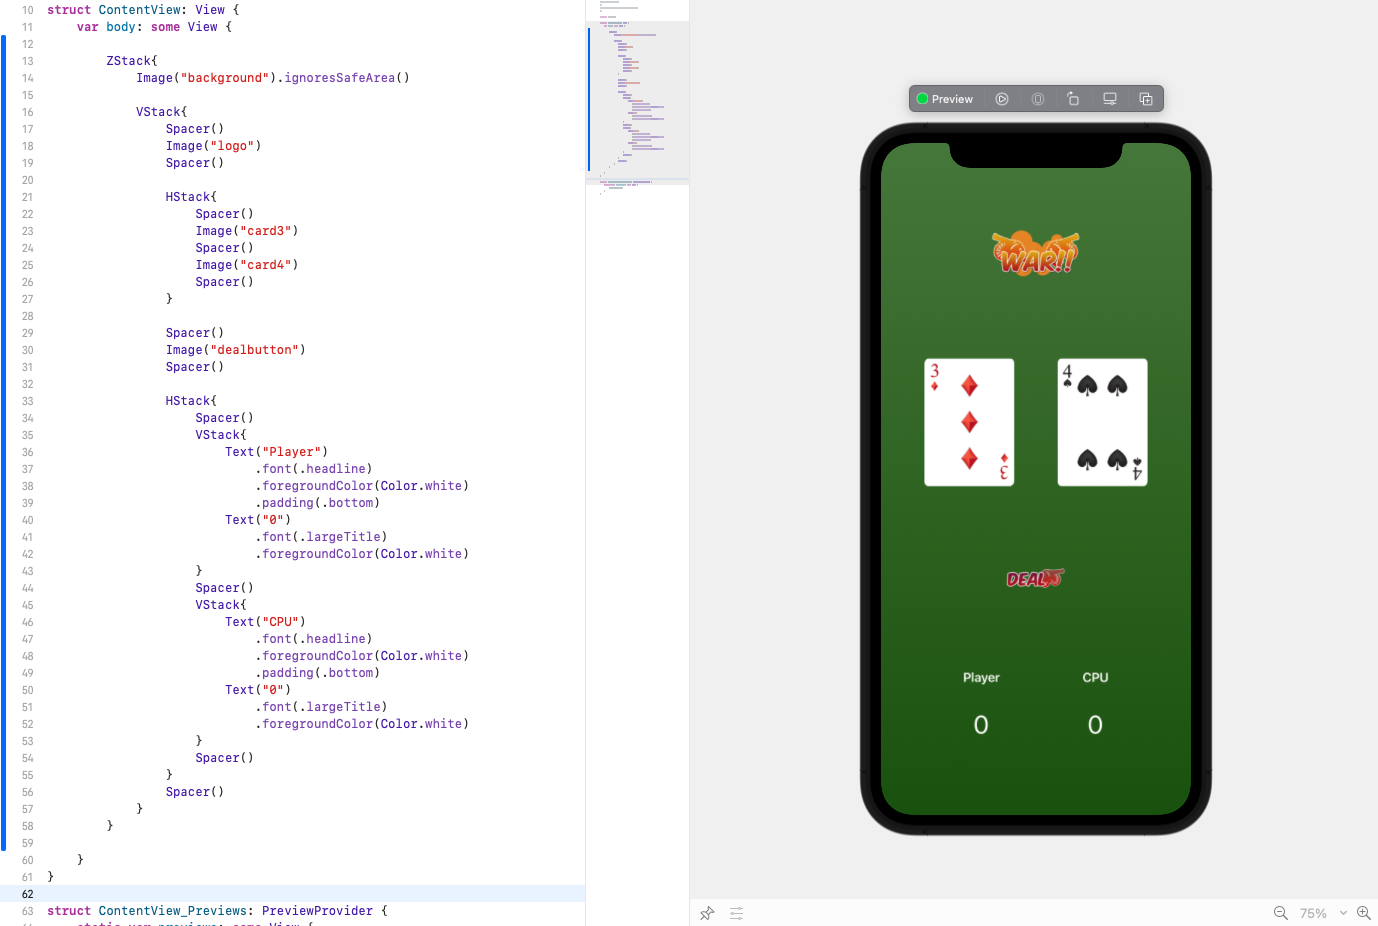 10 struct ContentView: View {
11 var body: some View {
12
13 ZStack{
14 Image("background").ignoresSafeArea()
15
16 VStack{
17 Spacer()
18 Image("logo")
19 Spacer()
20
21 HStack{
22 Spacer()
23 Image("card3")
24 Spacer()
25 Image("card4")
26 Spacer()
27 }
28
29 Spacer()
30 Image("dealbutton")
31 Spacer()
32
33 HStack{
34 Spacer()
35 VStack{
36 Text("Player")
37 .font(.headline)
38 .foregroundColor(Color.white)
39 .padding(.bottom)
40 Text("0")
41 .font(.largeTitle)
42 .foregroundColor(Color.white)
43 }
44 Spacer()
45 VStack{
46 Text("CPU")
47 .font(.headline)
48 .foregroundColor(Color.white)
49 .padding(.bottom)
50 Text("0")
51 .font(.largeTitle)
52 .foregroundColor(Color.white)
53 }
54 Spacer()
55 }
56 Spacer()
57 }
58 }
59
60 }
61 }
62
63 struct ContentView_Previews: PreviewProvider {
Preview
WAR!!
3 4
3 4
DEAL
Player CPU
0 0
75%